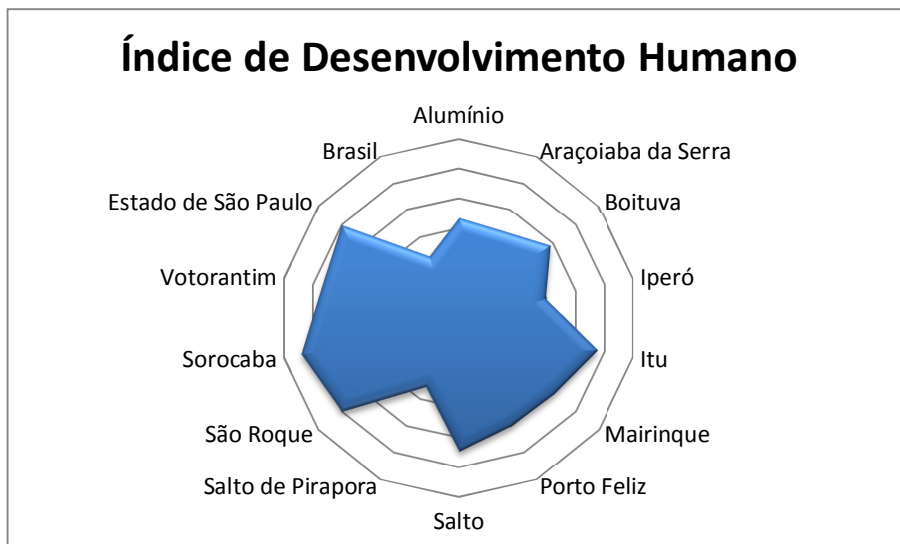 Índice de Desenvolvimento Humano
Alumínio
Araçoiaba da Serra
Boituva
Iperó
Itu
Mairinque
Porto Feliz
Salto
Salto de Pirapora
São Roque
Sorocaba
Votorantim
Estado de São Paulo
Brasil